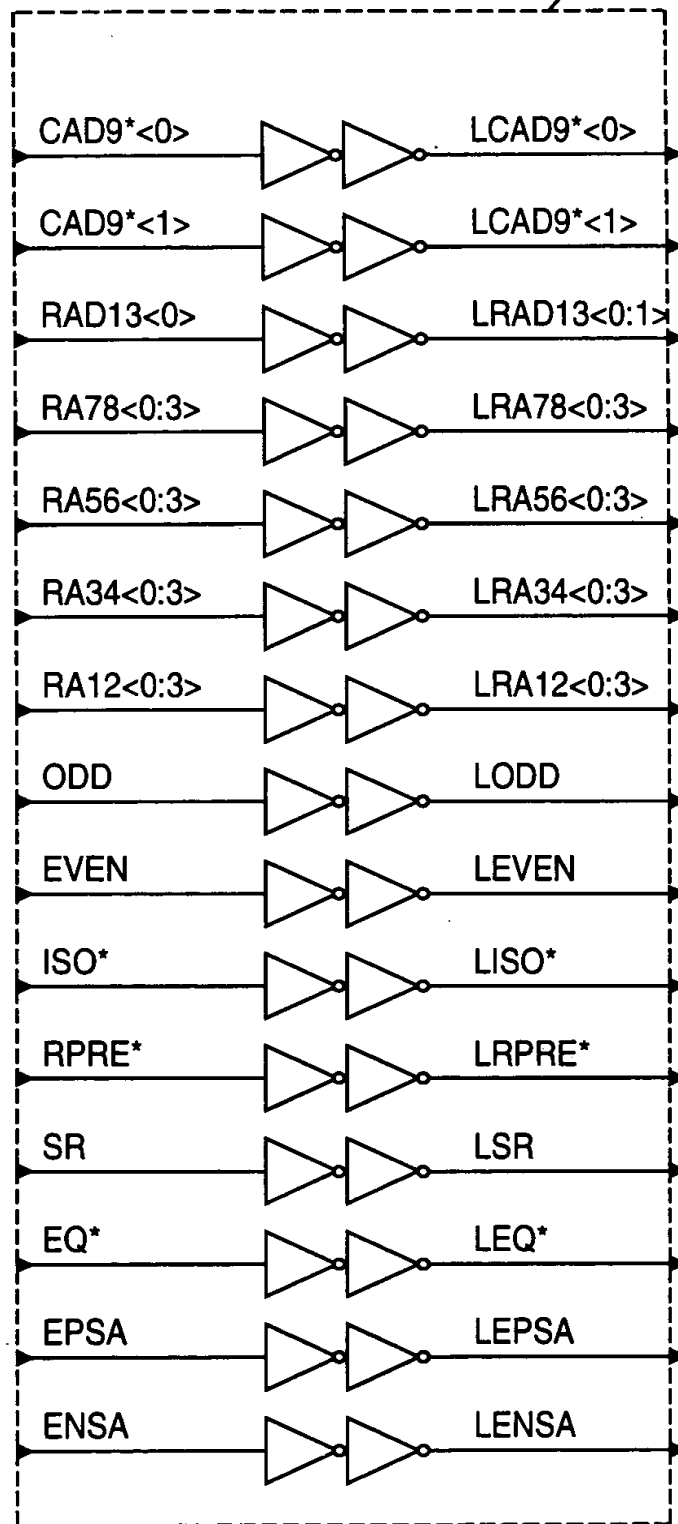 CAD9*<0> LCAD9*<0>
CAD9*<1> LCAD9*<1>
RAD13<0> LRAD13<0:1>
RA78<0:3> LRA78<0:3>
RA56<0:3> LRA56<0:3>
RA34<0:3> LRA34<0:3>
RA12<0:3> LRA12<0:3>
ODD LODD
EVEN LEVEN
ISO* LISO*
RPRE* LRPRE*
SR LSR
EQ* LEQ*
EPSA LEPSA
ENSA LENSA